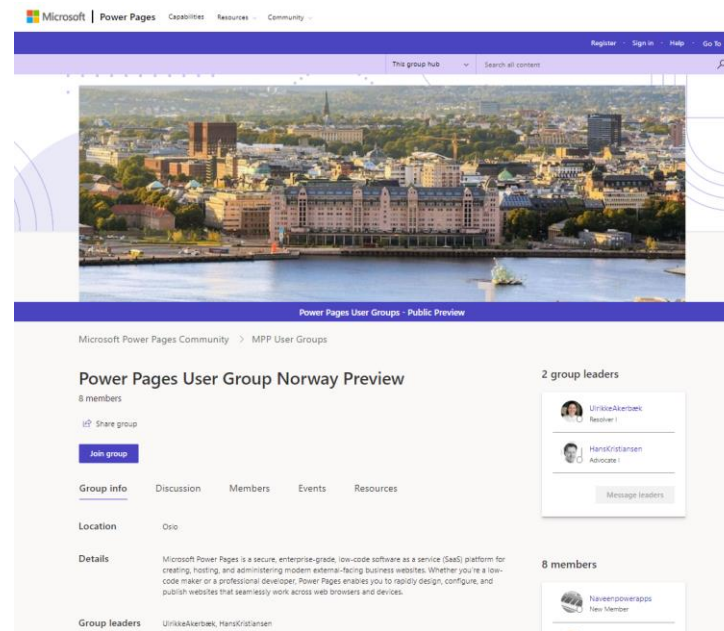 Microsoft Power Pages Capabilities Resources Community
Register Sign in Help Go To
This group hub Search all content
Power Pages User Groups - Public Preview
Microsoft Power Pages Community > MPP User Groups
Power Pages User Group Norway Preview
8 members
Share group
Join group
Group info Discussion Members Events Resources
Location Oslo
Details Microsoft Power Pages is a secure, enterprise-grade, low-code software as a service (SaaS) platform for
creating, hosting, and administering modern external-facing business websites. Whether you're a low-
code maker or a professional developer, Power Pages enables you to rapidly design, configure, and
publish websites that seamlessly work across web browsers and devices.
Group leaders UlrikkeAkerbæk, HansKristiansen
2 group leaders
UlrikkeAkerbæk
Resolver I
HansKristiansen
Advocate I
Message leaders
8 members
Naveenpowerapps
New Member